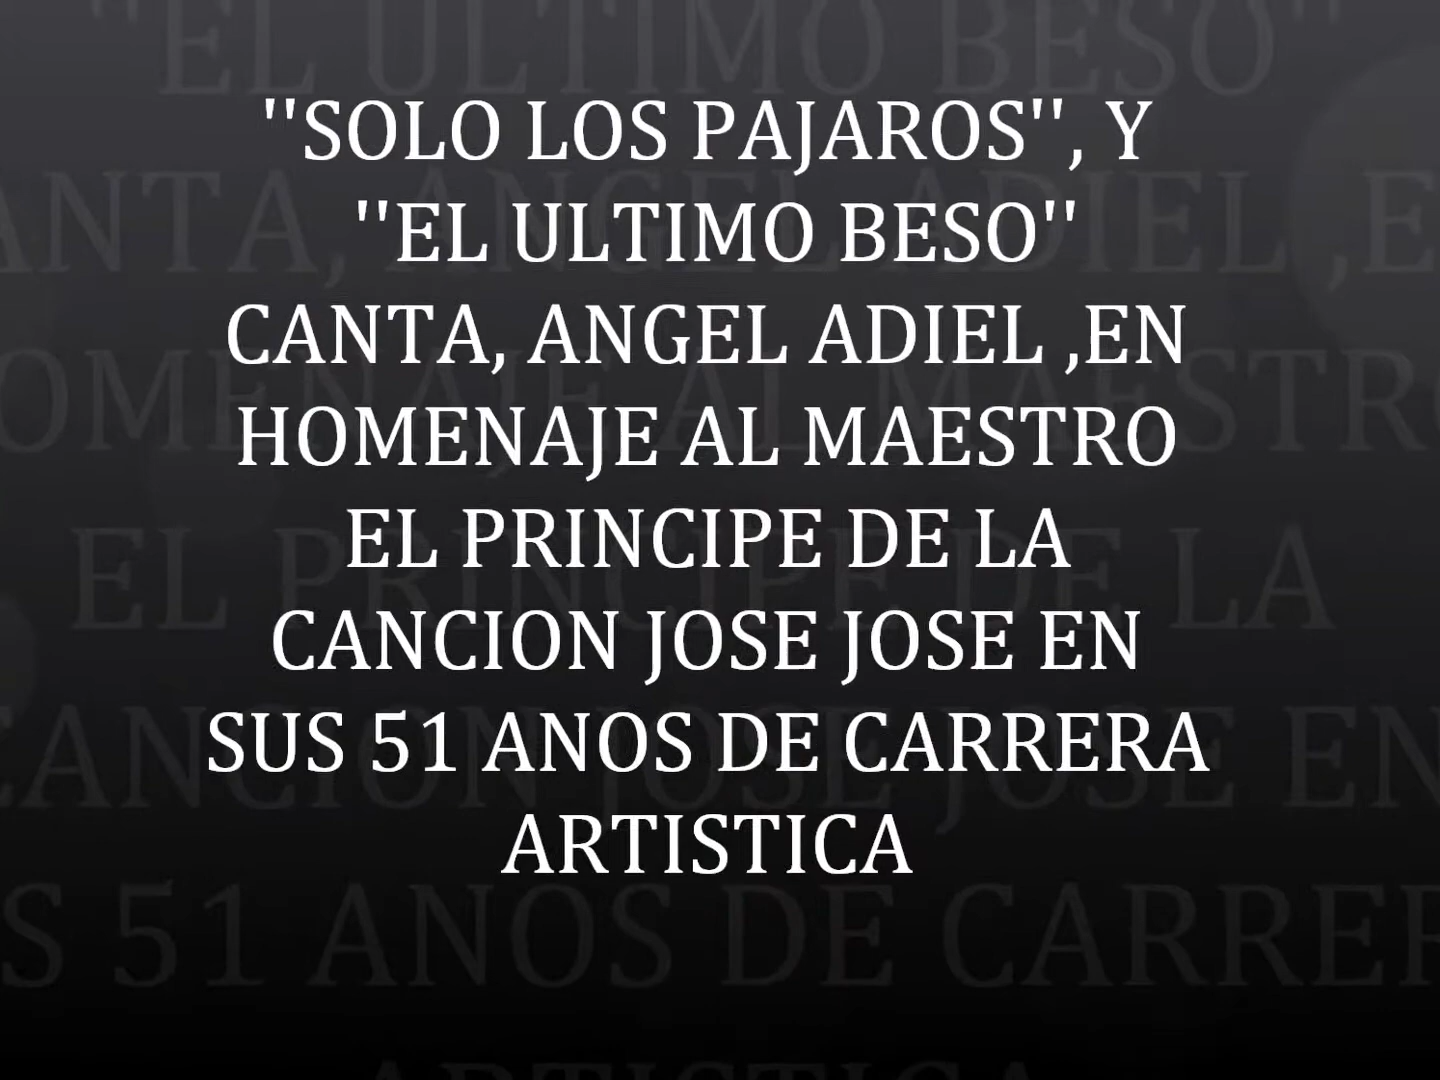 ''SOLO LOS PAJAROS'', Y
''EL ULTIMO BESO''
CANTA, ANGEL ADIEL ,EN
HOMENAJE AL MAESTRO
EL PRINCIPE DE LA
CANCION JOSE JOSE EN
SUS 51 ANOS DE CARRERA
ARTISTICA